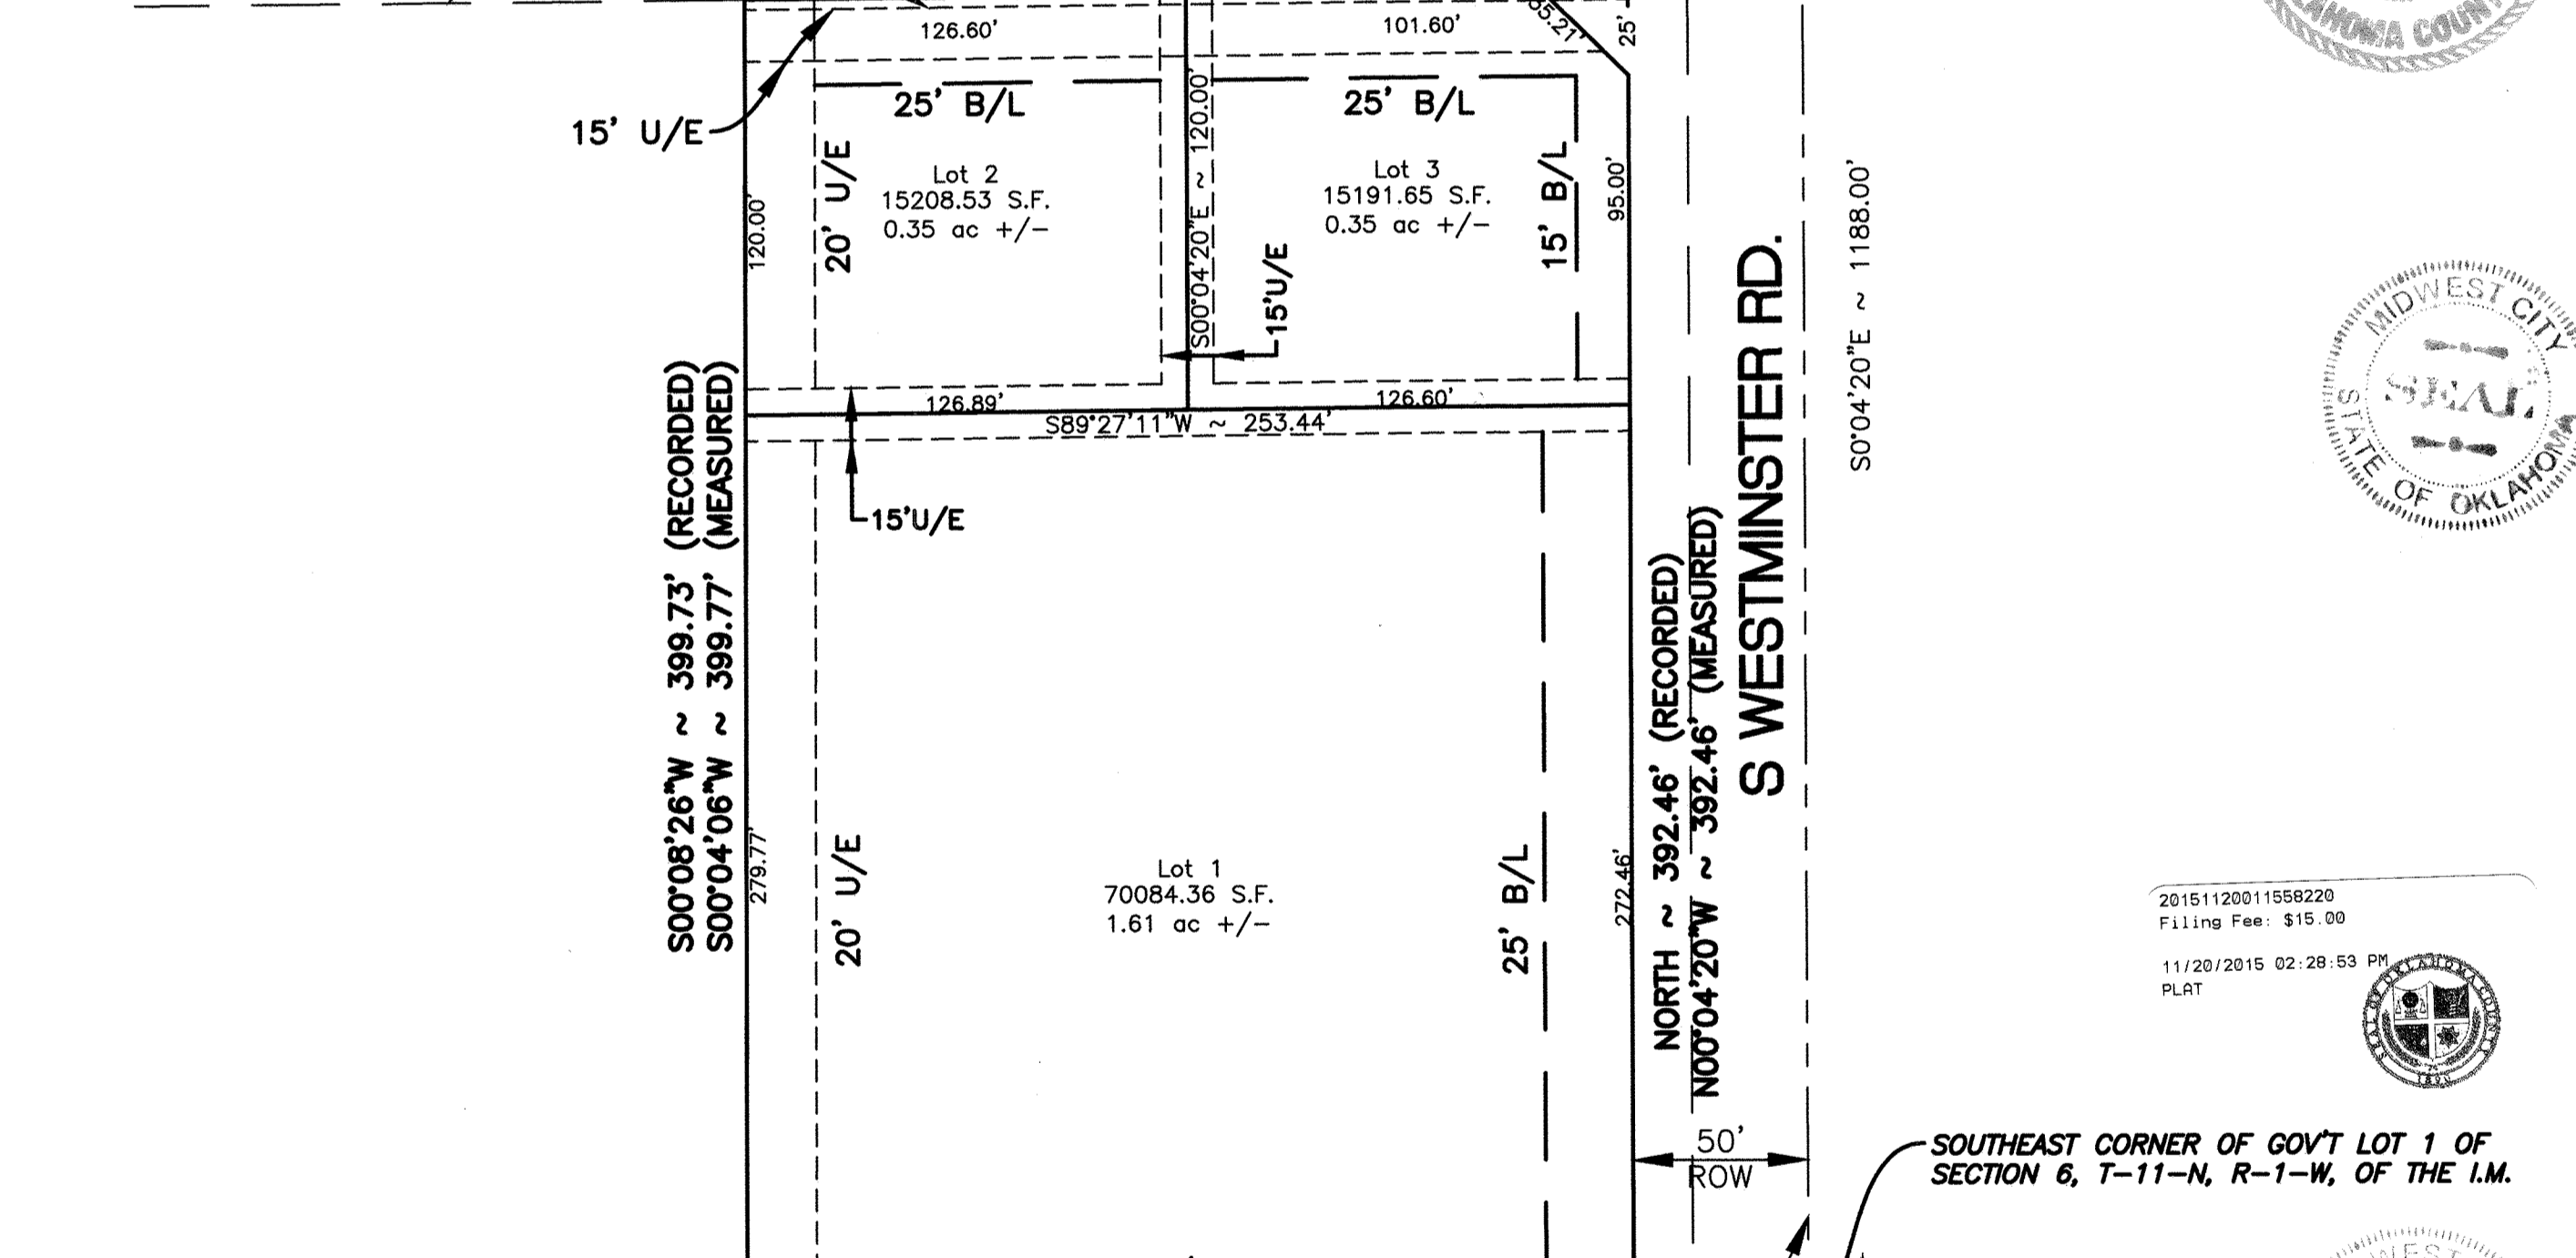 126.60'
101.60'
35.21'
25'
25' B/L
25' B/L
15' U/E
20' U/E
Lot 2
15208.53 S.F.
0.35 ac +/-
S00°04'20"E ~ 120.00'
Lot 3
15191.65 S.F.
0.35 ac +/-
15' B/L
95.00'
120.00'
15'U/E
S0°04'20"E ~ 1188.00'
S WESTMINSTER RD.
MIDWEST CITY
SEAL
STATE OF OKLAHOMA
126.89'
126.60'
S89°27'11"W ~ 253.44'
15'U/E
S00°08'26"W ~ 399.73' (RECORDED)
S00°04'06"W ~ 399.77' (MEASURED)
279.77'
20' U/E
Lot 1
70084.36 S.F.
1.61 ac +/-
25' B/L
272.46'
NORTH ~ 392.46' (RECORDED)
N00°04'20"W ~ 392.46' (MEASURED)
20151120011558220
Filing Fee: $15.00
11/20/2015 02:28:53 PM
PLAT
SEAL OF OKLAHOMA COUNTY
50'
ROW
SOUTHEAST CORNER OF GOV'T LOT 1 OF
SECTION 6, T-11-N, R-1-W, OF THE I.M.